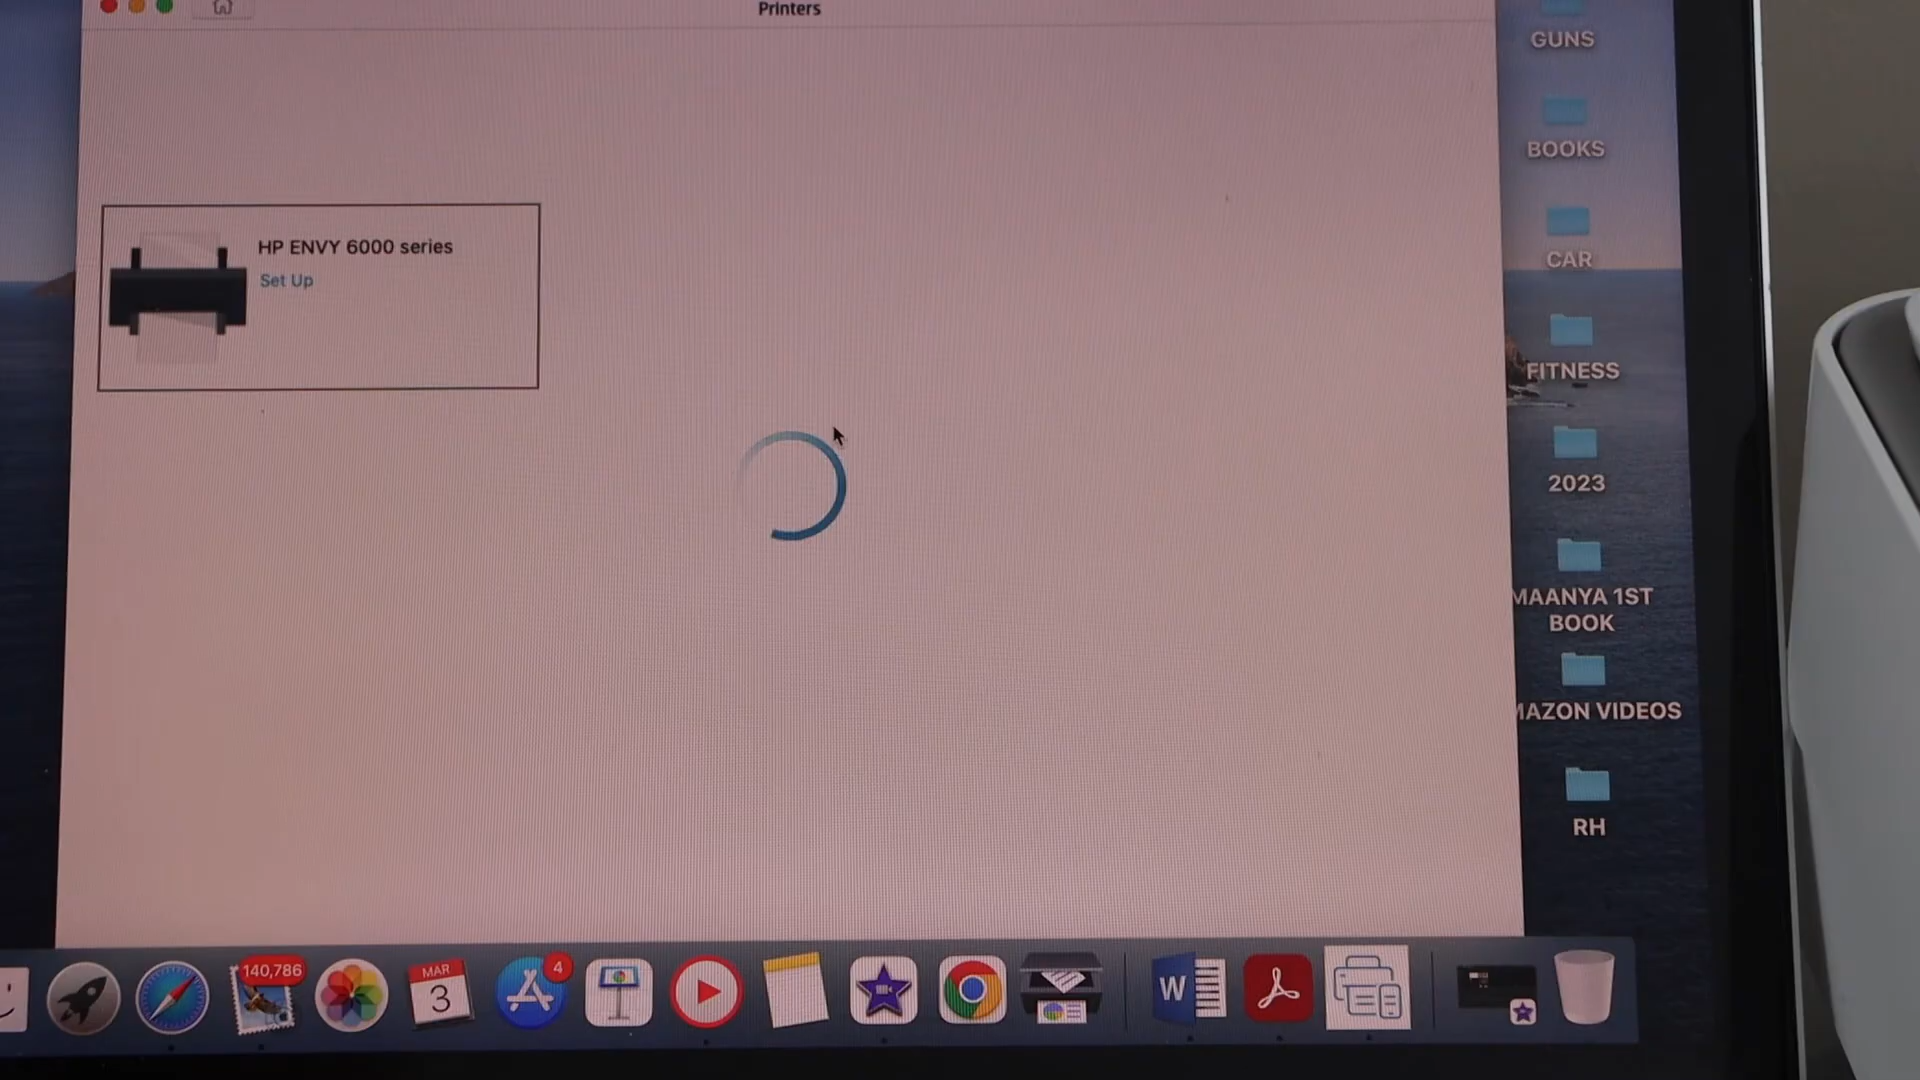 Printers
HP ENVY 6000 series
Set Up
GUNS
BOOKS
CAR
FITNESS
2023
MAANYA 1ST
BOOK
MAZON VIDEOS
RH
140,786
MAR
3
4
W